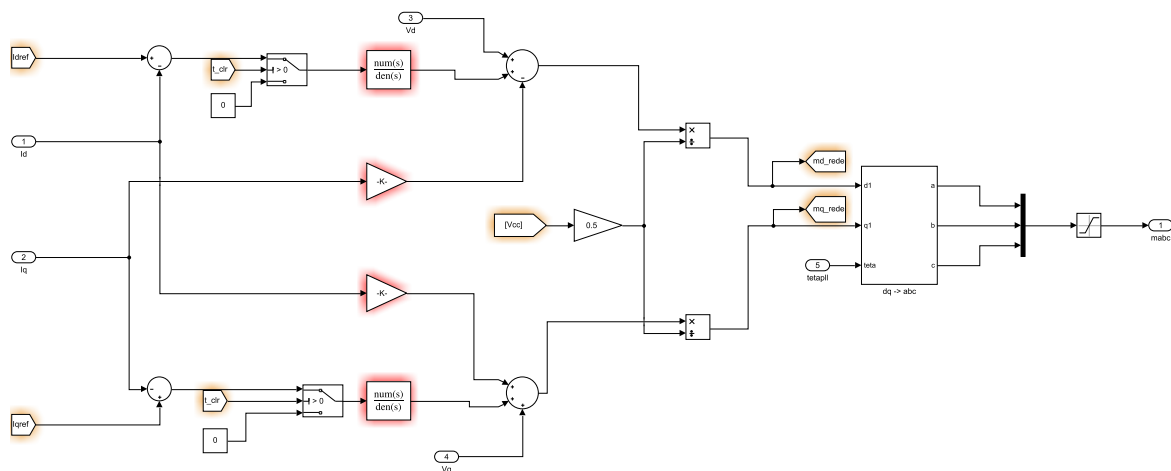 3
Vd
Idref
+
−
t_clr
> 0
0
num(s)
den(s)
+
+
−
1
Id
×
÷
md_rede
-K-
[Vcc]
0.5
mq_rede
d1
q1
teta
a
b
c
dq -> abc
1
mabc
2
Iq
5
tetapll
-K-
×
÷
−
+
t_clr
> 0
0
num(s)
den(s)
+
+
+
Iqref
4
Vq